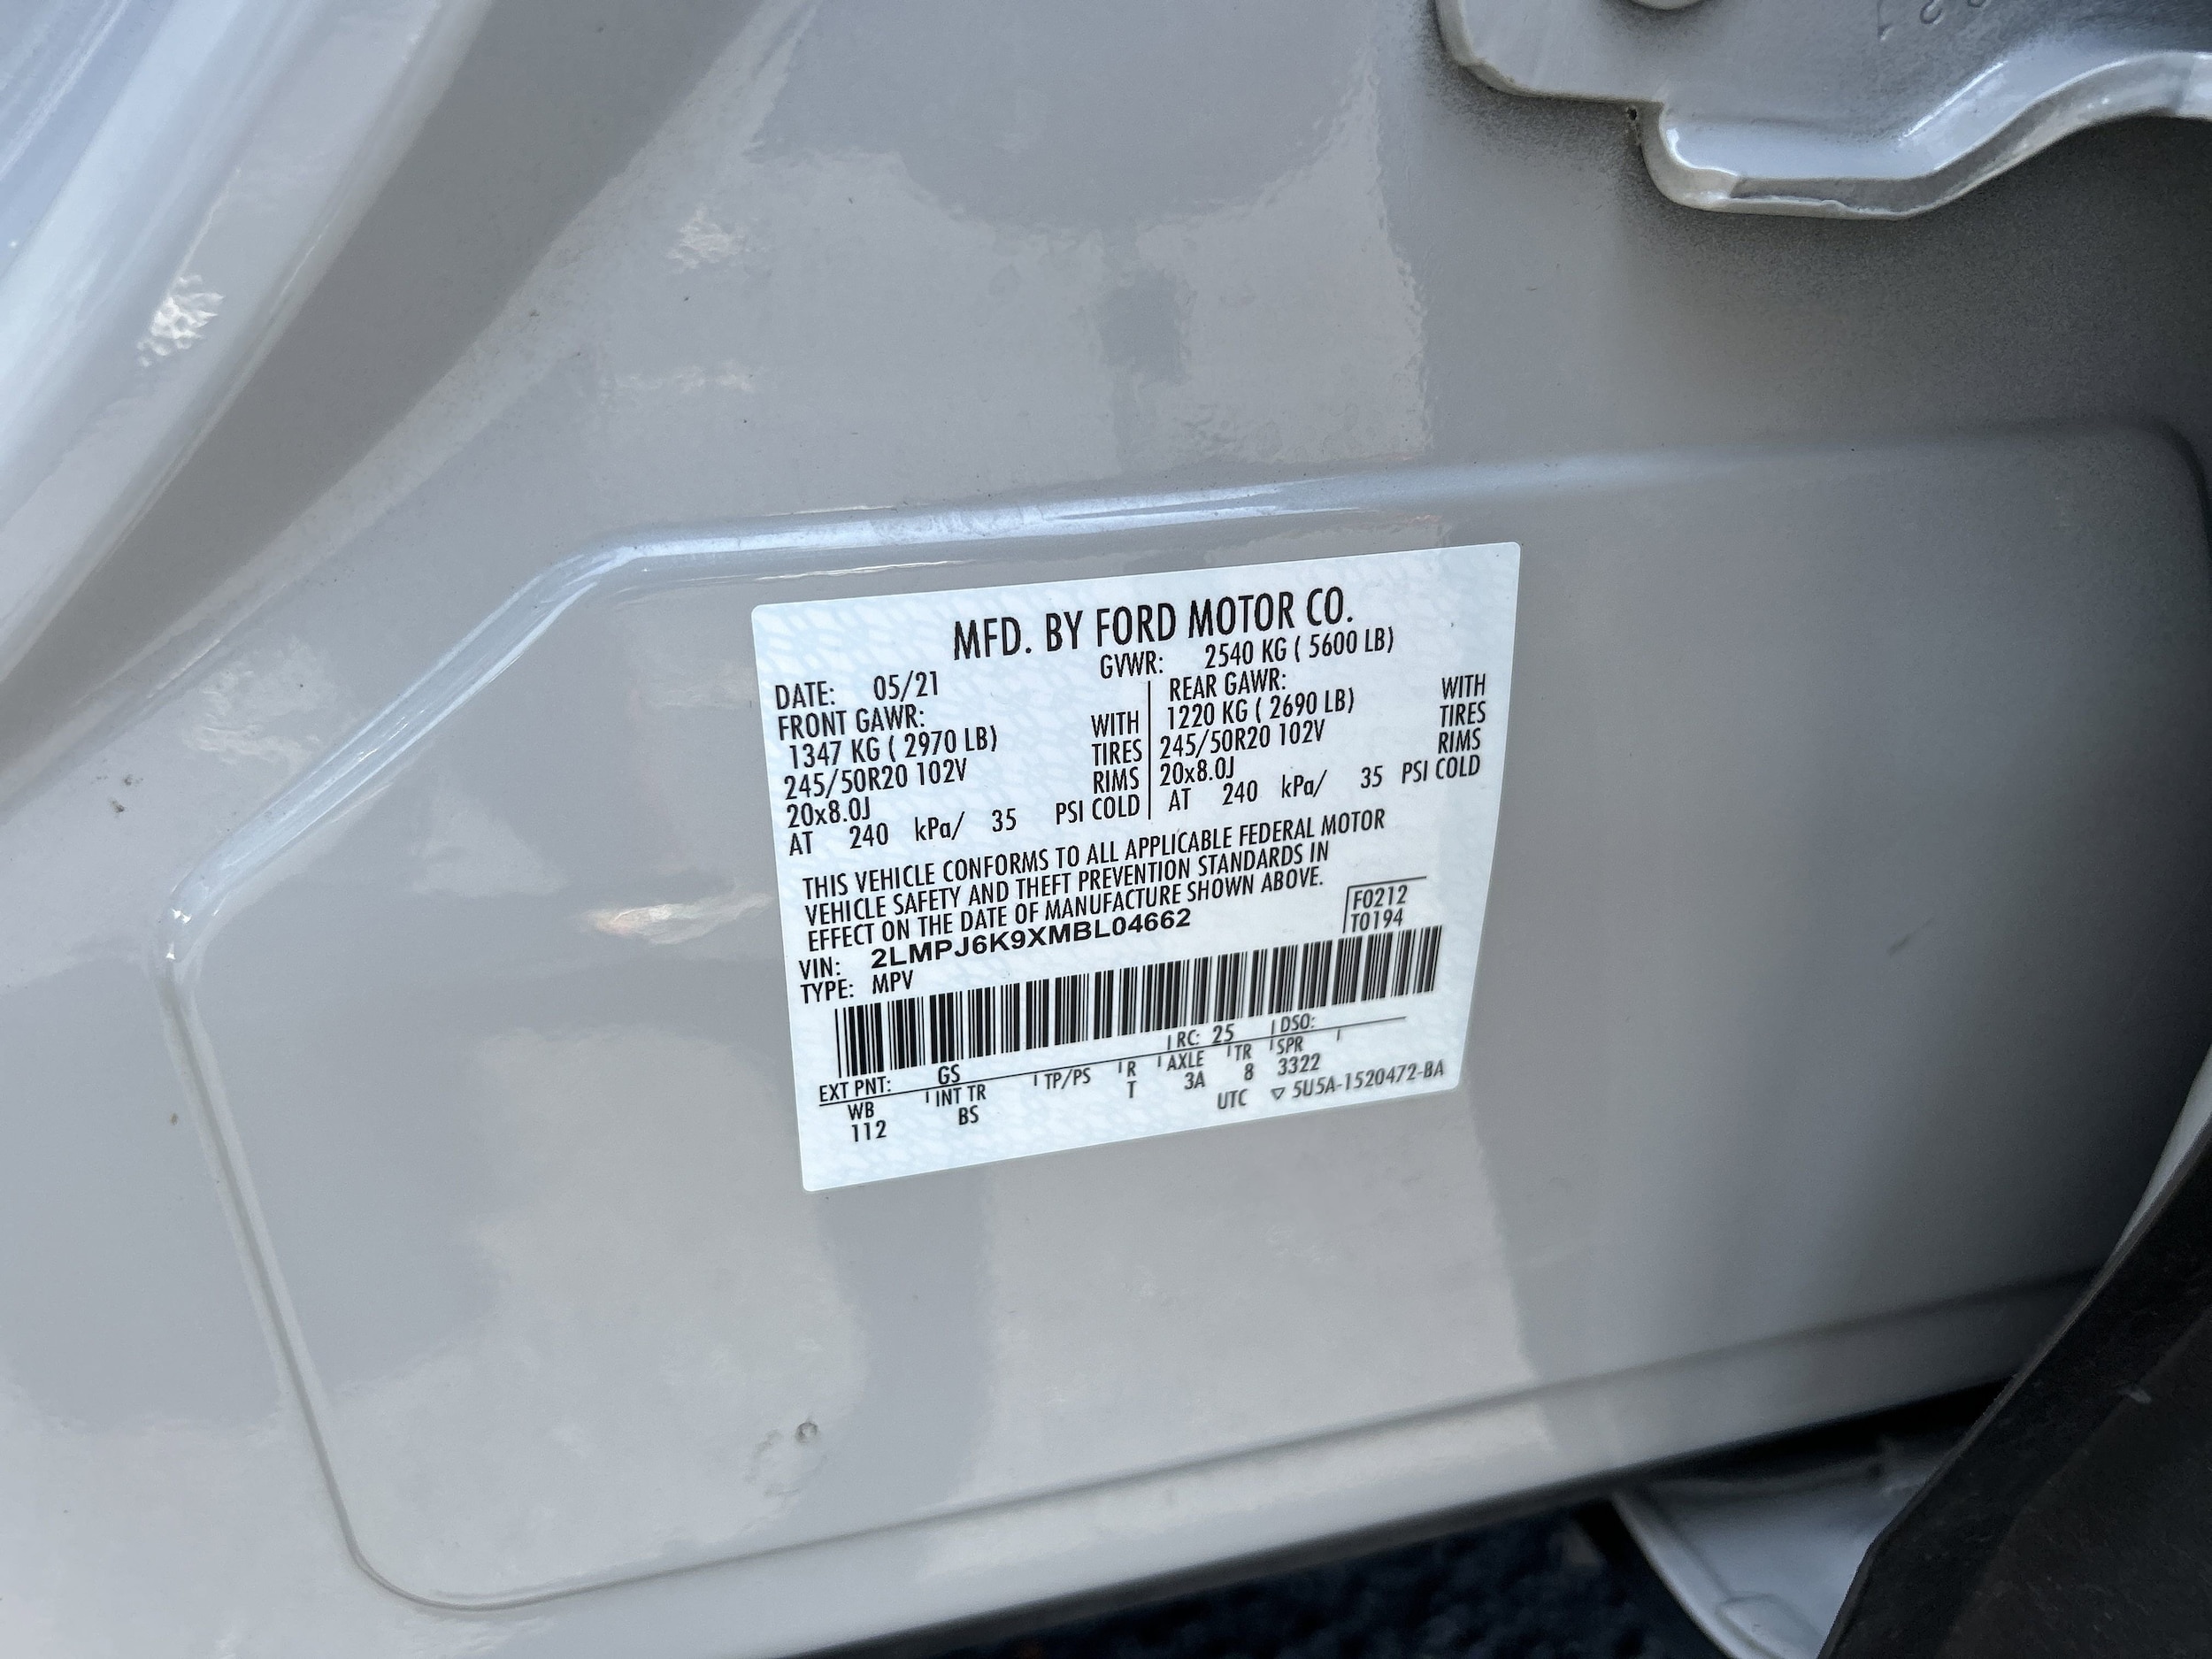 MFD. BY FORD MOTOR CO.
DATE: 05/21 GVWR: 2540 KG ( 5600 LB)
FRONT GAWR: REAR GAWR:
1347 KG ( 2970 LB) WITH 1220 KG ( 2690 LB) WITH
245/50R20 102V TIRES 245/50R20 102V TIRES
20x8.0J RIMS 20x8.0J RIMS
AT 240 kPa/ 35 PSI COLD AT 240 kPa/ 35 PSI COLD
THIS VEHICLE CONFORMS TO ALL APPLICABLE FEDERAL MOTOR
VEHICLE SAFETY AND THEFT PREVENTION STANDARDS IN
EFFECT ON THE DATE OF MANUFACTURE SHOWN ABOVE.
F0212
VIN: 2LMPJ6K9XMBL04662 T0194
TYPE: MPV
EXT PNT: GS RC: 25 DSO:
WB INT TR TP/PS R AXLE TR SPR
112 BS T 3A 8 3322
UTC ▽ 5U5A-1520472-BA